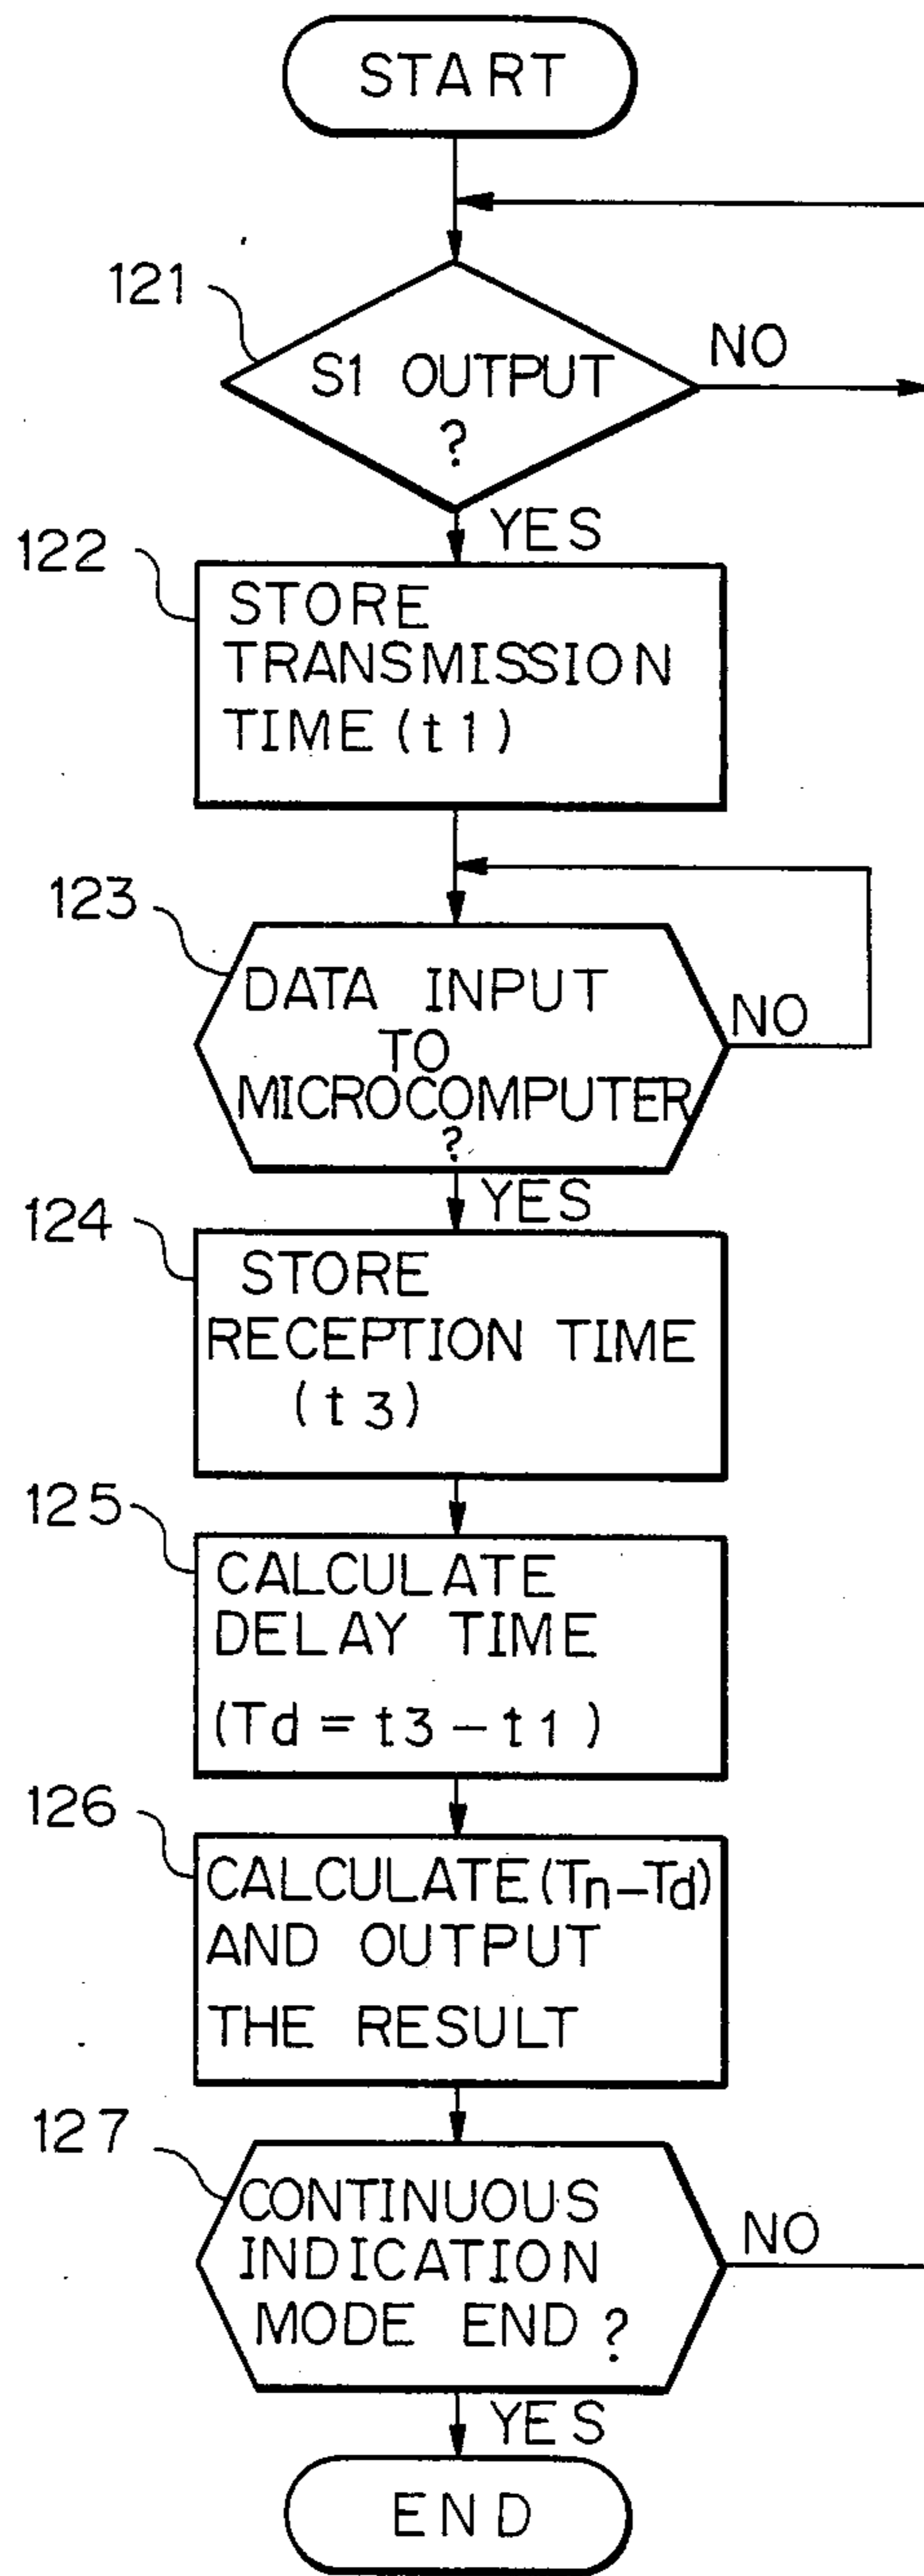 START
121
S1 OUTPUT
?
NO
YES
122
STORE
TRANSMISSION
TIME (t1)
123
DATA INPUT
TO
MICROCOMPUTER
?
NO
YES
124
STORE
RECEPTION TIME
(t3)
125
CALCULATE
DELAY TIME
(Td = t3 - t1)
126
CALCULATE (Tn-Td)
AND OUTPUT
THE RESULT
127
CONTINUOUS
INDICATION
MODE END ?
NO
YES
END